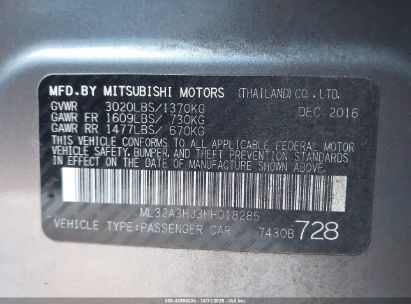 MFD.BY MITSUBISHI MOTORS (THAILAND)CO.,LTD.
GVWR 3020LBS/1370KG DEC 2016
GAWR FR 1609LBS/ 730KG
GAWR RR 1477LBS/ 670KG
THIS VEHICLE CONFORMS TO ALL APPLICABLE FEDERAL MOTOR
VEHICLE SAFETY, BUMPER, AND THEFT PREVENTION STANDARDS
IN EFFECT ON THE DATE OF MANUFACTURE SHOWN ABOVE.
ML32A3HJ3HH018285
VEHICLE TYPE:PASSENGER CAR 7430B 728